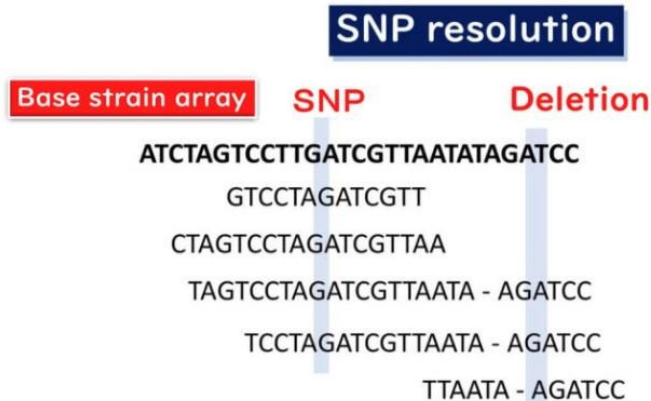 SNP resolution
Base strain array SNP Deletion
ATCTAGTCCTTGATCGTTAATATAGATCC
GTCCTAGATCGTT
CTAGTCCTAGATCGTTAA
TAGTCCTAGATCGTTAATA - AGATCC
TCCTAGATCGTTAATA - AGATCC
TTAATA - AGATCC